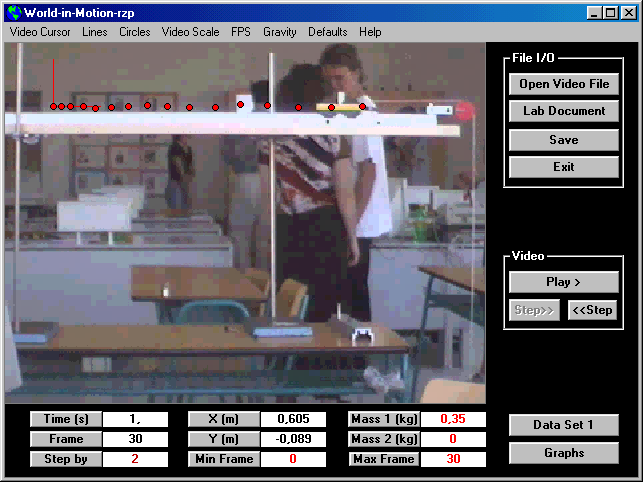 World-in-Motion-rzp
Video Cursor Lines Circles Video Scale FPS Gravity Defaults Help
File I/O
Open Video File
Lab Document
Save
Exit
Video
Play >
Step>> <<Step
Time (s) 1, X (m) 0,605 Mass 1 (kg) 0,35
Frame 30 Y (m) -0,089 Mass 2 (kg) 0
Step by 2 Min Frame 0 Max Frame 30
Data Set 1
Graphs